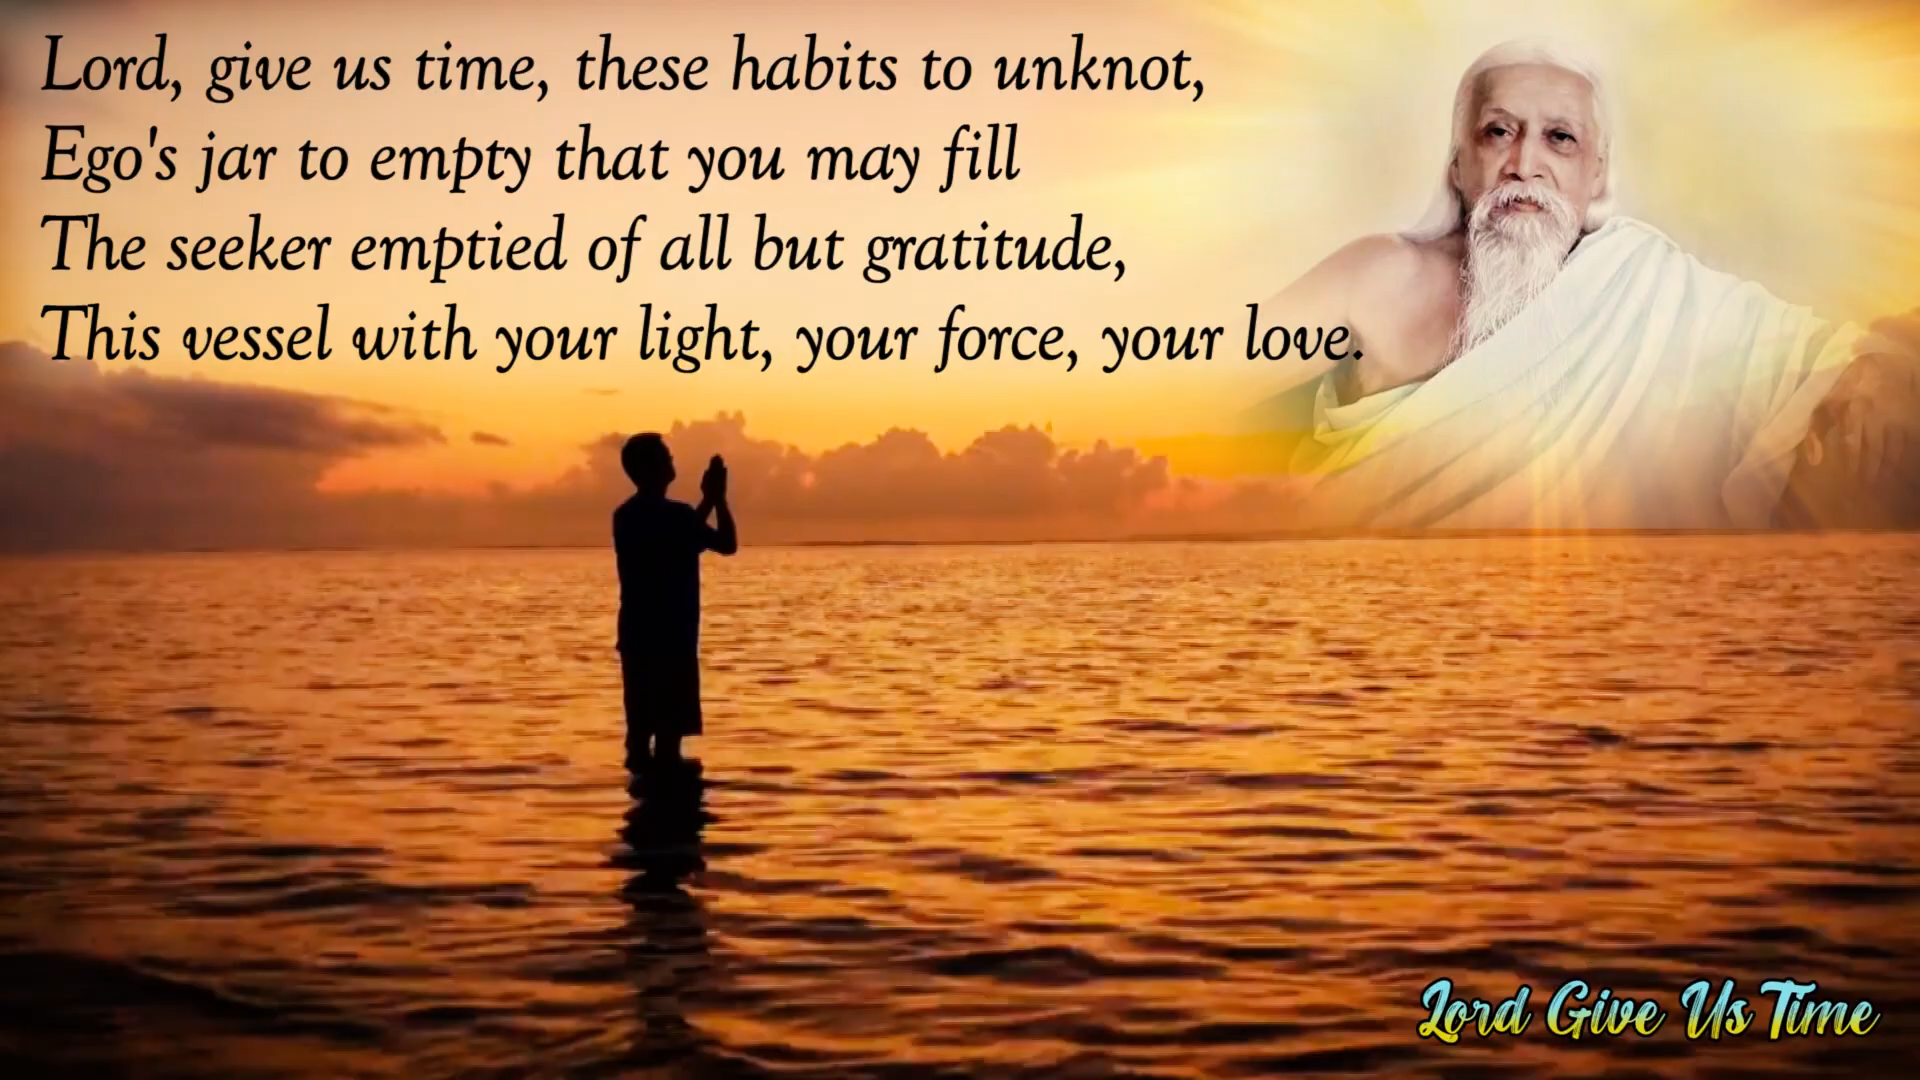 Lord, give us time, these habits to unknot,
Ego's jar to empty that you may fill
The seeker emptied of all but gratitude,
This vessel with your light, your force, your love.
Lord Give Us Time